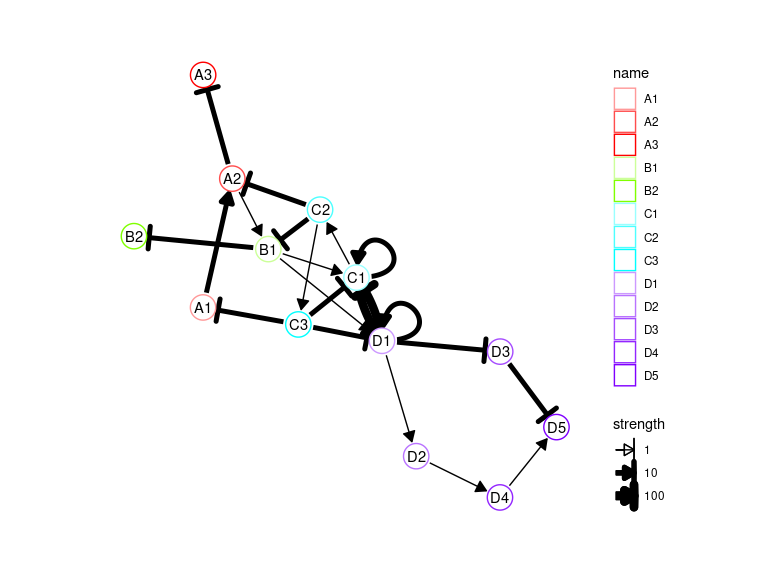 A3
A2
C2
B2
B1
C1
A1
C3
D1
D3
D5
D2
D4
name
A1
A2
A3
B1
B2
C1
C2
C3
D1
D2
D3
D4
D5
strength
1
10
100